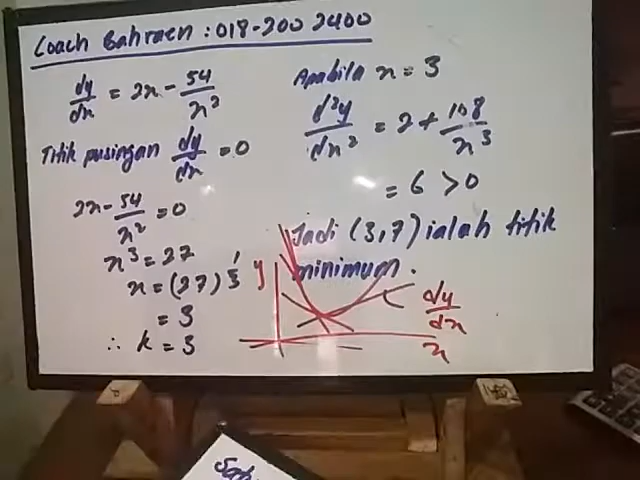 Coach Bahraen : 018-200 2400
dy/dx = 2x - 54/x²
Titik pusingan dy/dx = 0
2x - 54/x² = 0
x³ = 27
x = (27)^1/3
= 3
∴ k = 3
Apabila x = 3
d²y/dx² = 2 + 108/x³
= 6 > 0
Jadi (3,7) ialah titik
minimum.
y
dy/dx
x